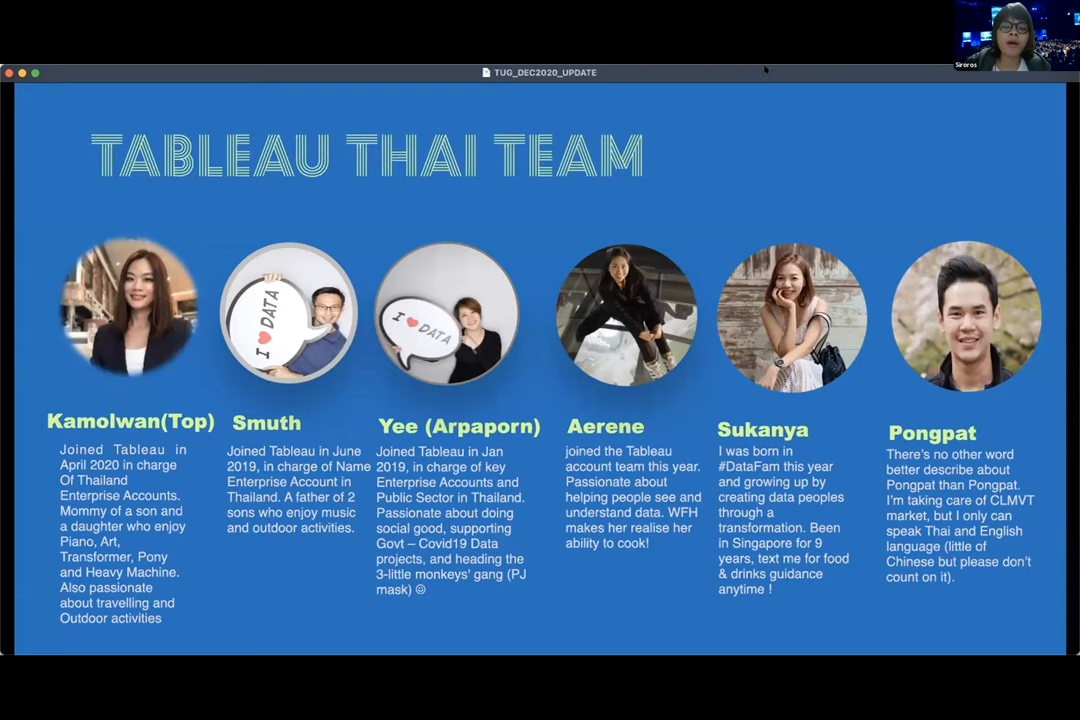 Siroros
TUG_DEC2020_UPDATE
TABLEAU THAI TEAM
I ❤ DATA
I ❤ DATA
Kamolwan(Top)
Joined Tableau in
April 2020 in charge
Of Thailand
Enterprise Accounts.
Mommy of a son and
a daughter who enjoy
Piano, Art,
Transformer, Pony
and Heavy Machine.
Also passionate
about travelling and
Outdoor activities
Smuth
Joined Tableau in June
2019, in charge of Name
Enterprise Account in
Thailand. A father of 2
sons who enjoy music
and outdoor activities.
Yee (Arpaporn)
Joined Tableau in Jan
2019, in charge of key
Enterprise Accounts and
Public Sector in Thailand.
Passionate about doing
social good, supporting
Govt – Covid19 Data
projects, and heading the
3-little monkeys' gang (PJ
mask) ☺
Aerene
joined the Tableau
account team this year.
Passionate about
helping people see and
understand data. WFH
makes her realise her
ability to cook!
Sukanya
I was born in
#DataFam this year
and growing up by
creating data peoples
through a
transformation. Been
in Singapore for 9
years, text me for food
& drinks guidance
anytime !
Pongpat
There's no other word
better describe about
Pongpat than Pongpat.
I'm taking care of CLMVT
market, but I only can
speak Thai and English
language (little of
Chinese but please don't
count on it).